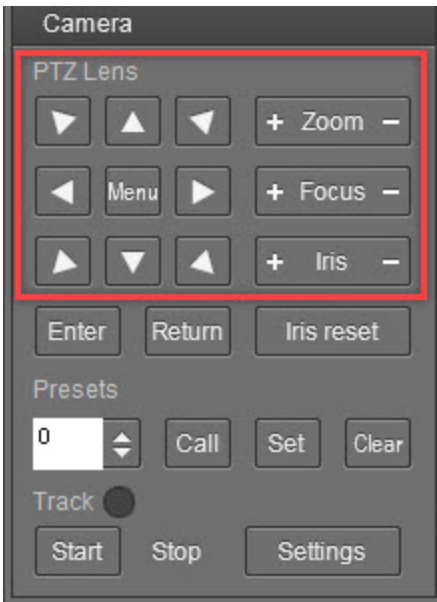 Camera
PTZ Lens
+ Zoom −
Menu + Focus −
+ Iris −
Enter Return Iris reset
Presets
0 Call Set Clear
Track
Start Stop Settings